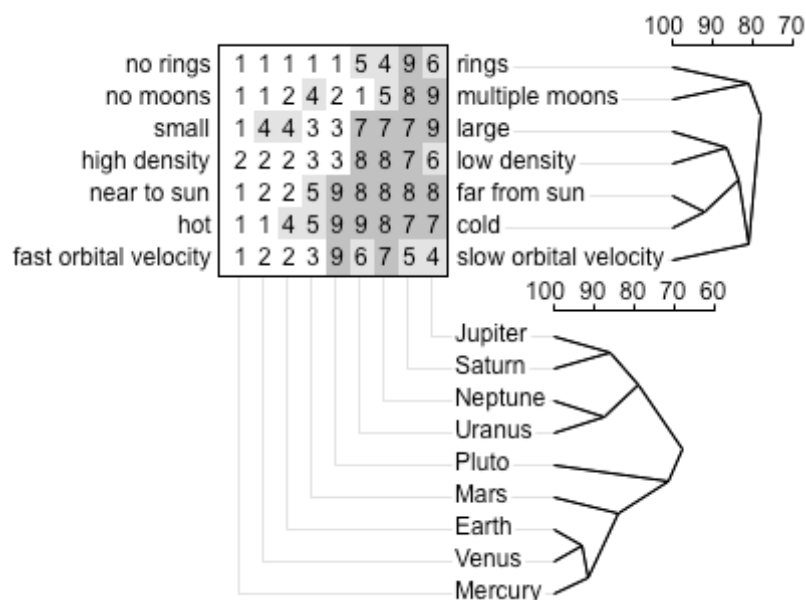 100 90 80 70
no rings 1 1 1 1 1 5 4 9 6 rings
no moons 1 1 2 4 2 1 5 8 9 multiple moons
small 1 4 4 3 3 7 7 7 9 large
high density 2 2 2 3 3 8 8 7 6 low density
near to sun 1 2 2 5 9 8 8 8 8 far from sun
hot 1 1 4 5 9 9 8 7 7 cold
fast orbital velocity 1 2 2 3 9 6 7 5 4 slow orbital velocity
100 90 80 70 60
Jupiter
Saturn
Neptune
Uranus
Pluto
Mars
Earth
Venus
Mercury